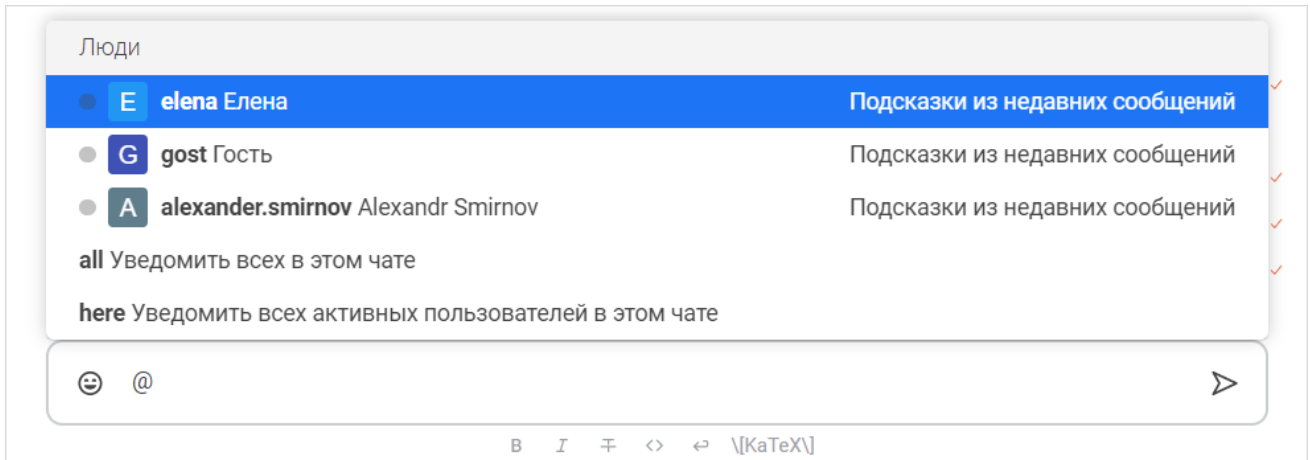 Люди
E elena Елена Подсказки из недавних сообщений
G gost Гость Подсказки из недавних сообщений
A alexander.smirnov Alexandr Smirnov Подсказки из недавних сообщений
all Уведомить всех в этом чате
here Уведомить всех активных пользователей в этом чате
@
B I T <> \[KaTeX\]